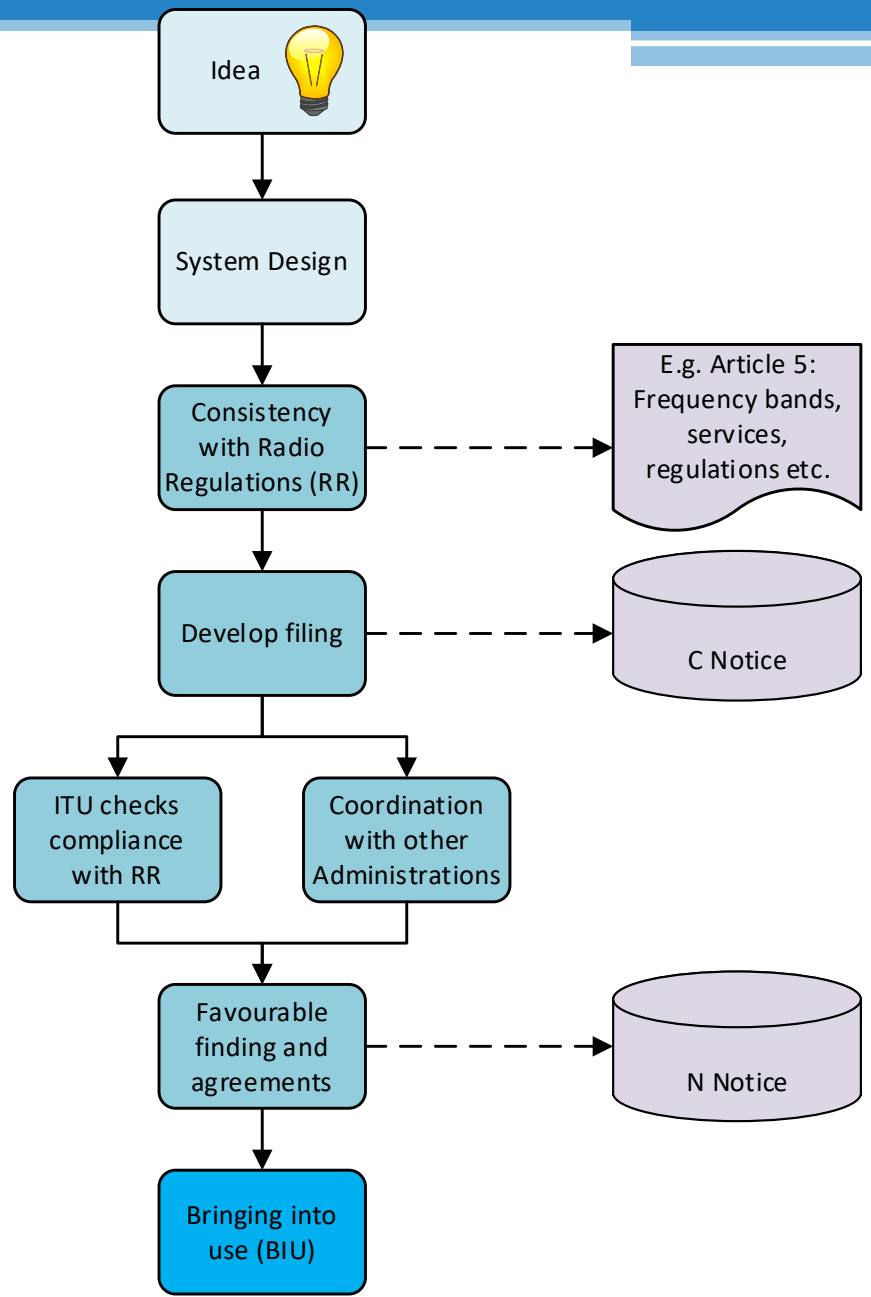 Idea
System Design
Consistency
with Radio
Regulations (RR)
E.g. Article 5:
Frequency bands,
services,
regulations etc.
Develop filing
C Notice
ITU checks
compliance
with RR
Coordination
with other
Administrations
Favourable
finding and
agreements
N Notice
Bringing into
use (BIU)